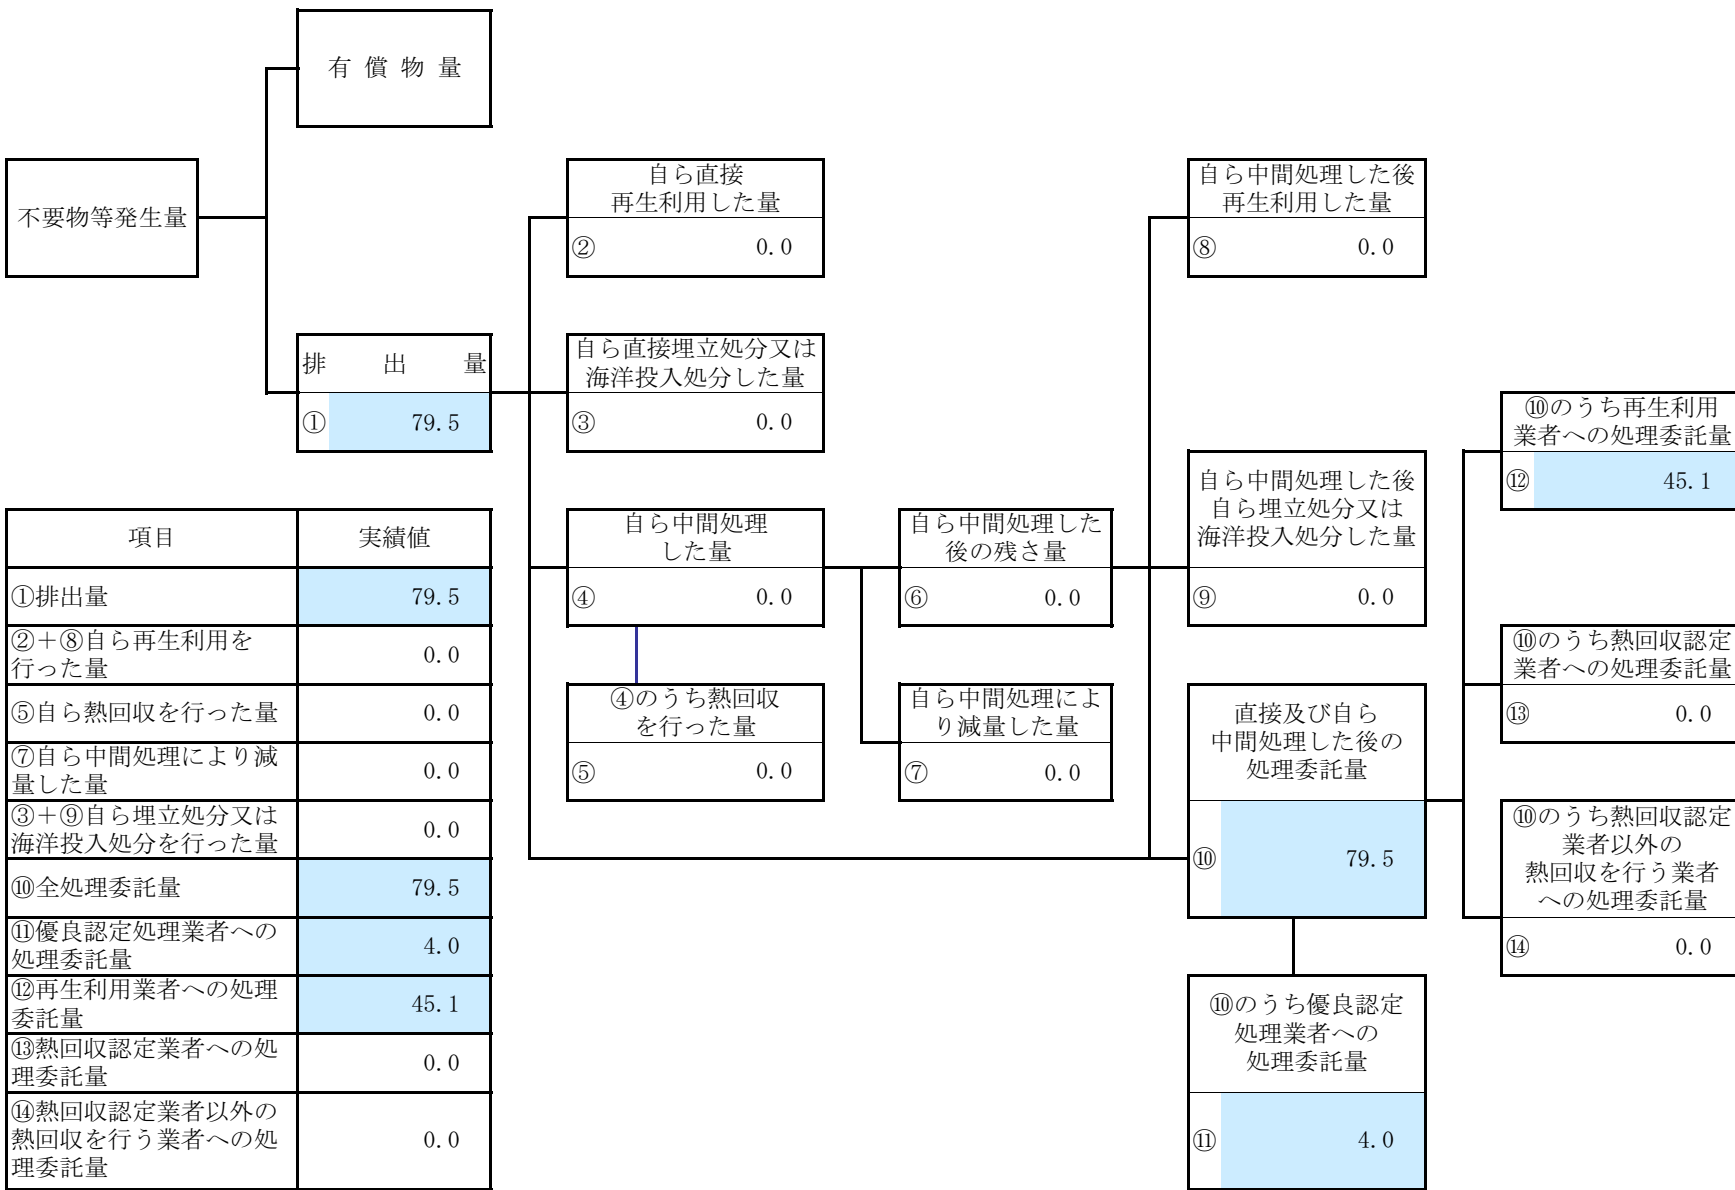 有償物量
不要物等発生量
自ら直接
再生利用した量
② 0.0
自ら中間処理した後
再生利用した量
⑧ 0.0
排出量
① 79.5
自ら直接埋立処分又は
海洋投入処分した量
③ 0.0
⑩のうち再生利用
業者への処理委託量
⑫ 45.1
自ら中間処理
した量
④ 0.0
自ら中間処理した
後の残さ量
⑥ 0.0
自ら中間処理した後
自ら埋立処分又は
海洋投入処分した量
⑨ 0.0
⑩のうち熱回収認定
業者への処理委託量
⑬ 0.0
④のうち熱回収
を行った量
⑤ 0.0
自ら中間処理によ
り減量した量
⑦ 0.0
直接及び自ら
中間処理した後の
処理委託量
⑩ 79.5
⑩のうち熱回収認定
業者以外の
熱回収を行う業者
への処理委託量
⑭ 0.0
⑩のうち優良認定
処理業者への
処理委託量
⑪ 4.0
項目 実績値
①排出量 79.5
②+⑧自ら再生利用を
行った量 0.0
⑤自ら熱回収を行った量 0.0
⑦自ら中間処理により減
量した量 0.0
③+⑨自ら埋立処分又は
海洋投入処分を行った量 0.0
⑩全処理委託量 79.5
⑪優良認定処理業者への
処理委託量 4.0
⑫再生利用業者への処理
委託量 45.1
⑬熱回収認定業者への処
理委託量 0.0
⑭熱回収認定業者以外の
熱回収を行う業者への処
理委託量 0.0